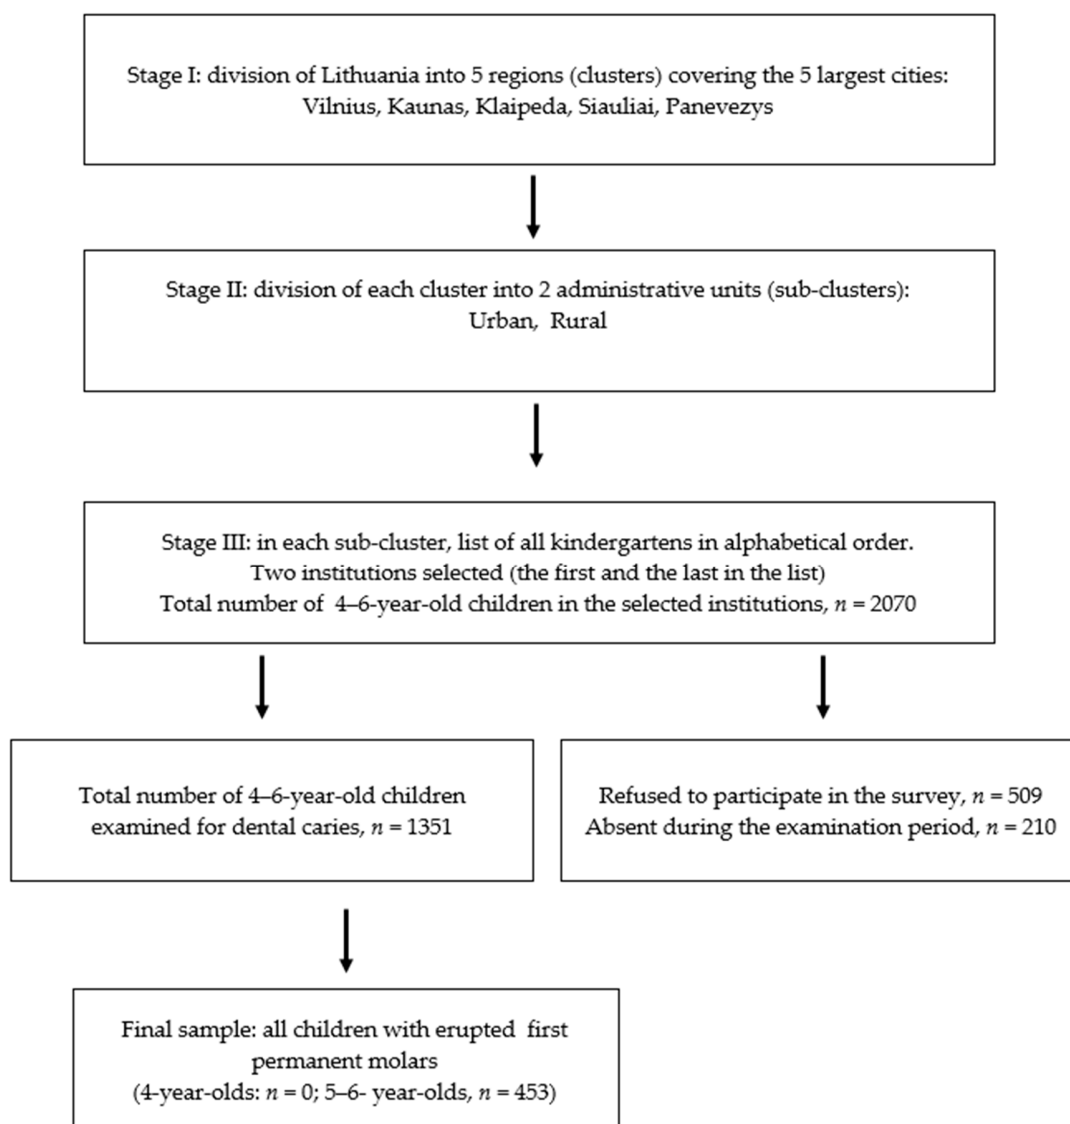 Stage I: division of Lithuania into 5 regions (clusters) covering the 5 largest cities:
Vilnius, Kaunas, Klaipeda, Siauliai, Panevezys
Stage II: division of each cluster into 2 administrative units (sub-clusters):
Urban, Rural
Stage III: in each sub-cluster, list of all kindergartens in alphabetical order.
Two institutions selected (the first and the last in the list)
Total number of 4–6-year-old children in the selected institutions, n = 2070
Total number of 4–6-year-old children
examined for dental caries, n = 1351
Refused to participate in the survey, n = 509
Absent during the examination period, n = 210
Final sample: all children with erupted first
permanent molars
(4-year-olds: n = 0; 5–6- year-olds, n = 453)